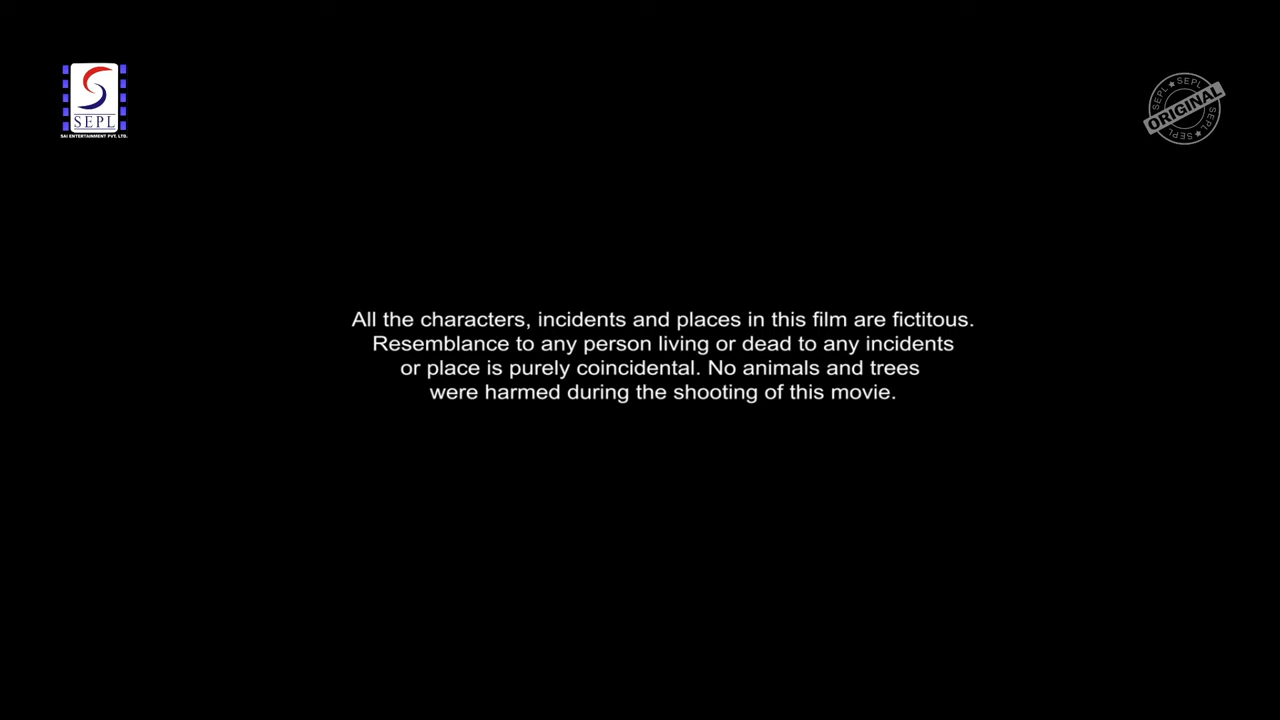 SEPL
SAI ENTERTAINMENT PVT. LTD.
SEPL ★ SEPL
ORIGINAL
SEPL ★ SEPL
All the characters, incidents and places in this film are fictitous.
Resemblance to any person living or dead to any incidents
or place is purely coincidental. No animals and trees
were harmed during the shooting of this movie.